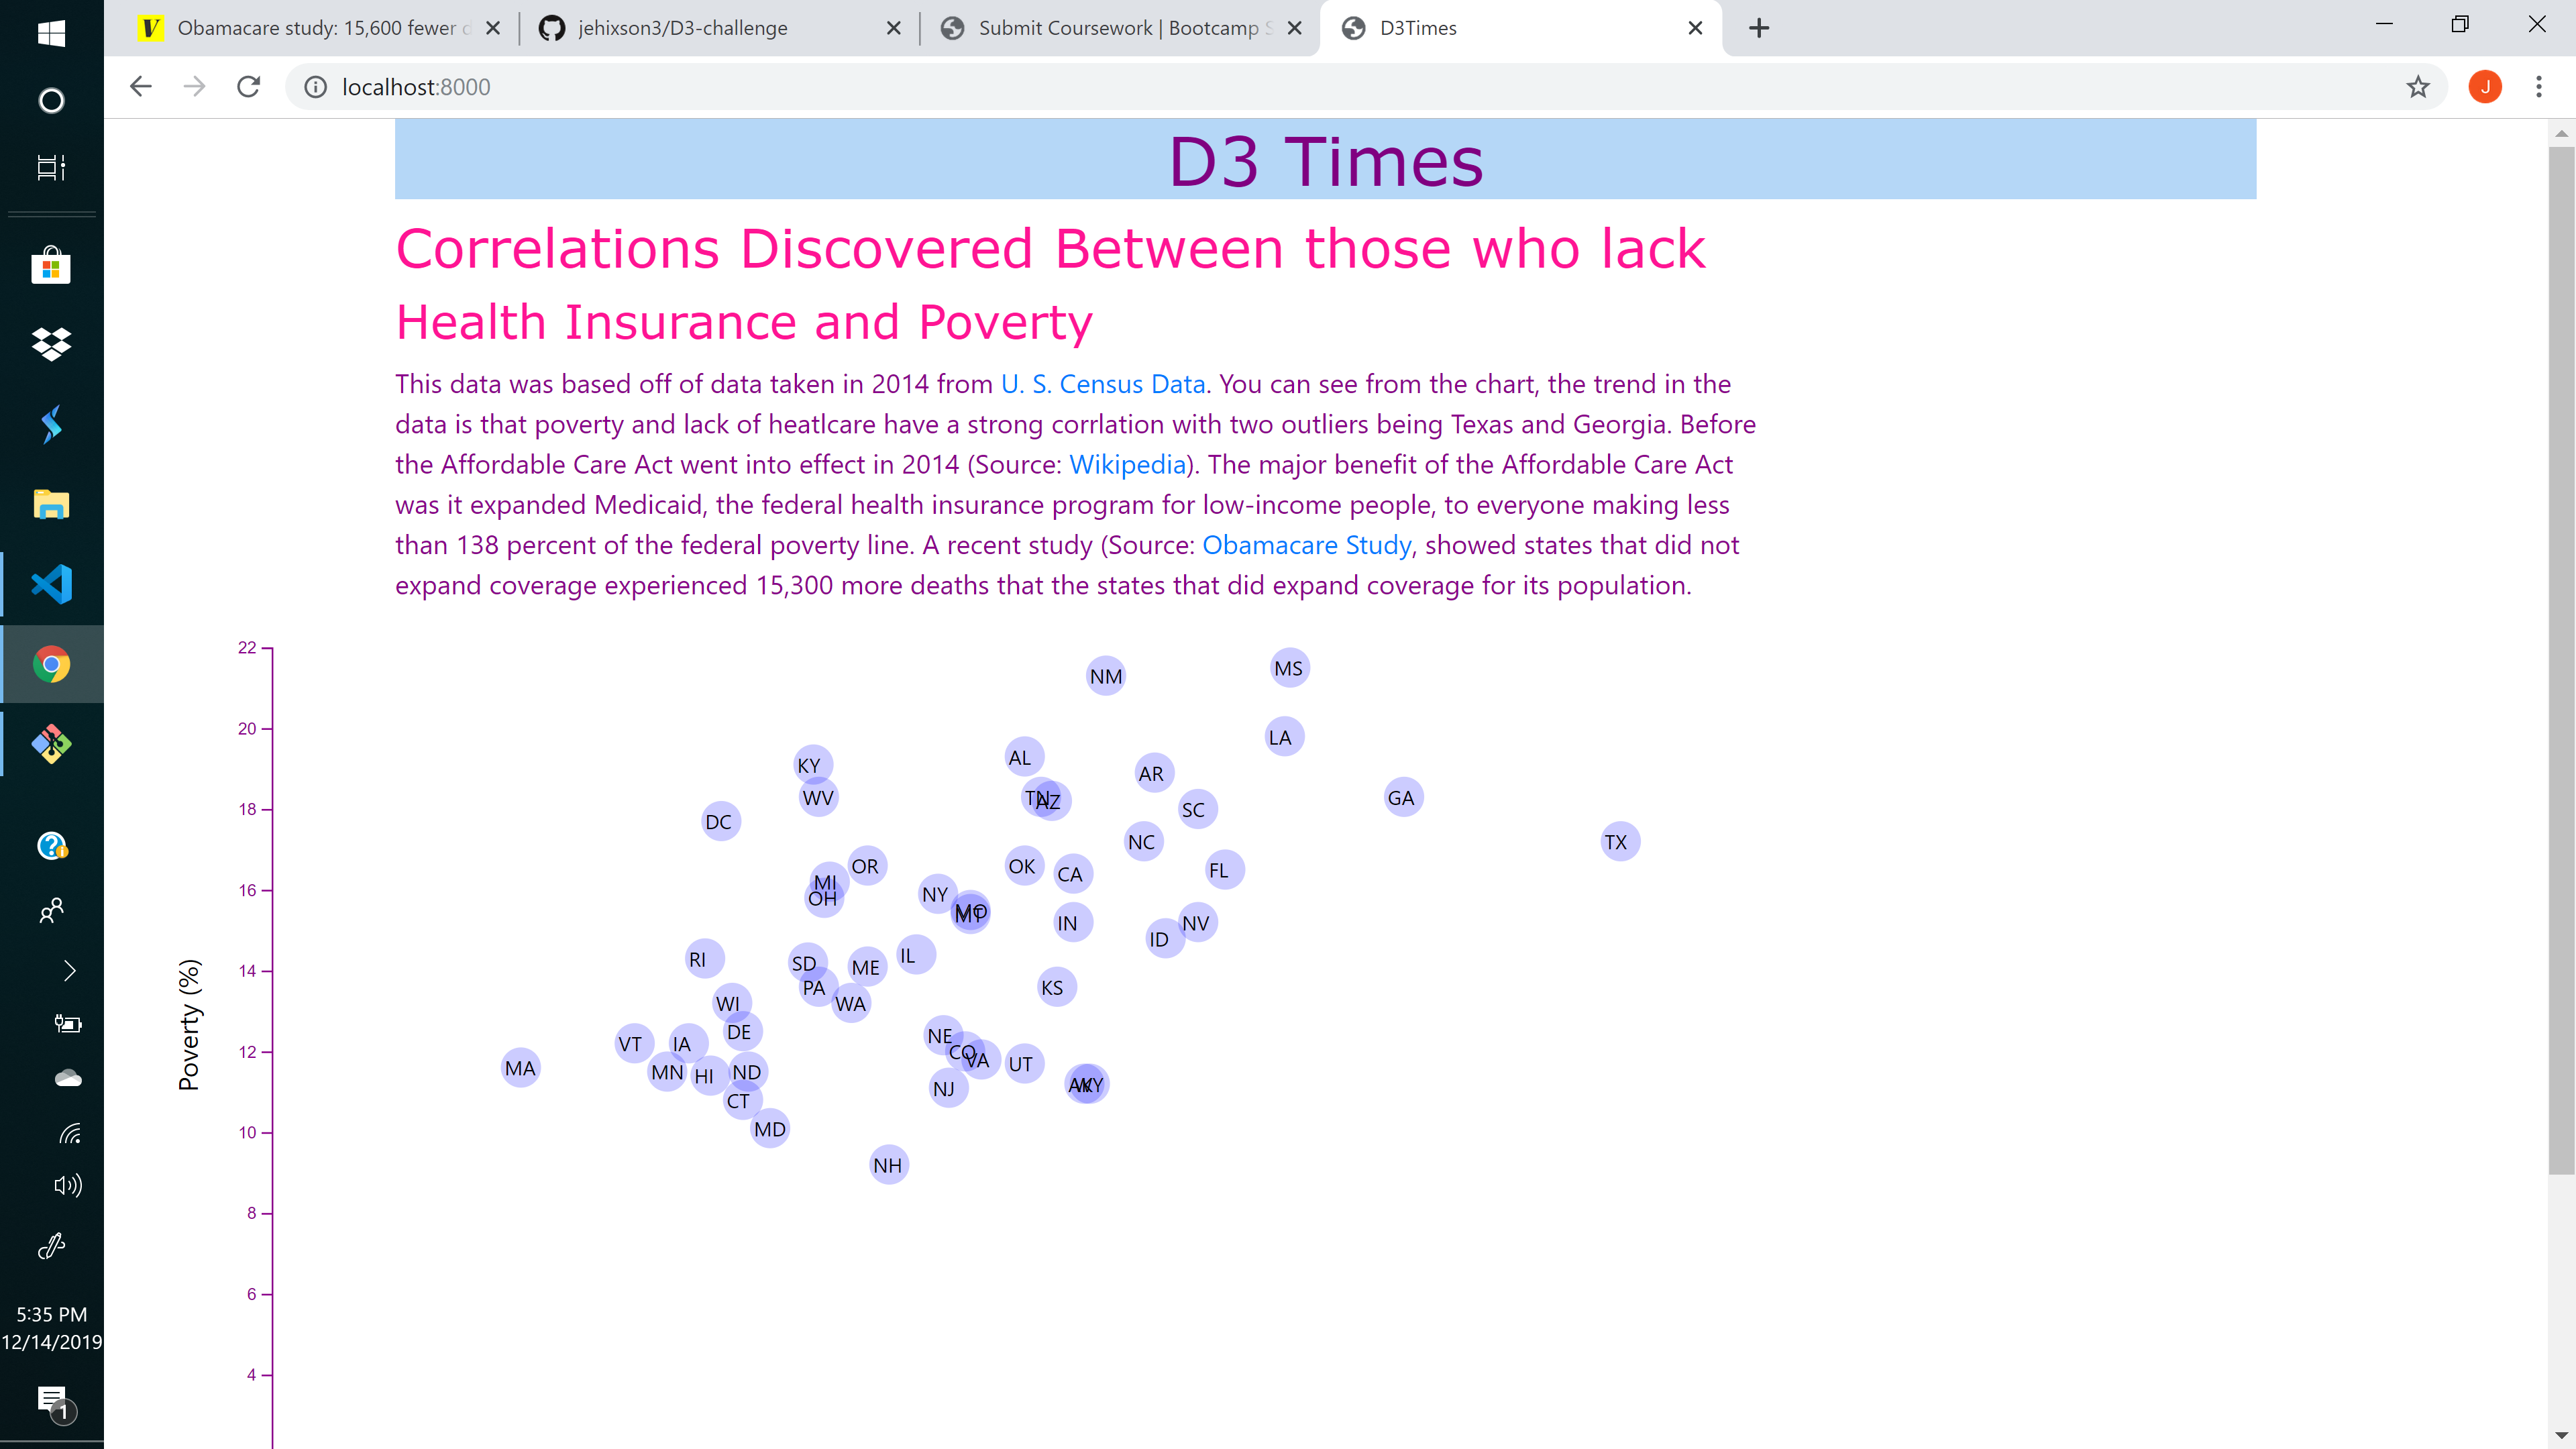 Obamacare study: 15,600 fewer d
jehixson3/D3-challenge
Submit Coursework | Bootcamp S
D3Times
localhost:8000
J
D3 Times
Correlations Discovered Between those who lack
Health Insurance and Poverty
This data was based off of data taken in 2014 from U. S. Census Data. You can see from the chart, the trend in the
data is that poverty and lack of heatlcare have a strong corrlation with two outliers being Texas and Georgia. Before
the Affordable Care Act went into effect in 2014 (Source: Wikipedia). The major benefit of the Affordable Care Act
was it expanded Medicaid, the federal health insurance program for low-income people, to everyone making less
than 138 percent of the federal poverty line. A recent study (Source: Obamacare Study, showed states that did not
expand coverage experienced 15,300 more deaths that the states that did expand coverage for its population.
22
MS
NM
20
LA
AL
KY
AR
WV
TN
AZ
GA
18
SC
DC
NC
TX
OR
OK
FL
CA
MI
16
NY
OH
MO
MT
IN
NV
ID
RI
IL
14
SD
ME
PA
KS
WA
WI
DE
NE
VT
IA
12
CO
VA
UT
MA
MN
HI
ND
AK
WY
NJ
CT
MD
10
NH
8
6
4
Poverty (%)
5:35 PM
12/14/2019
1